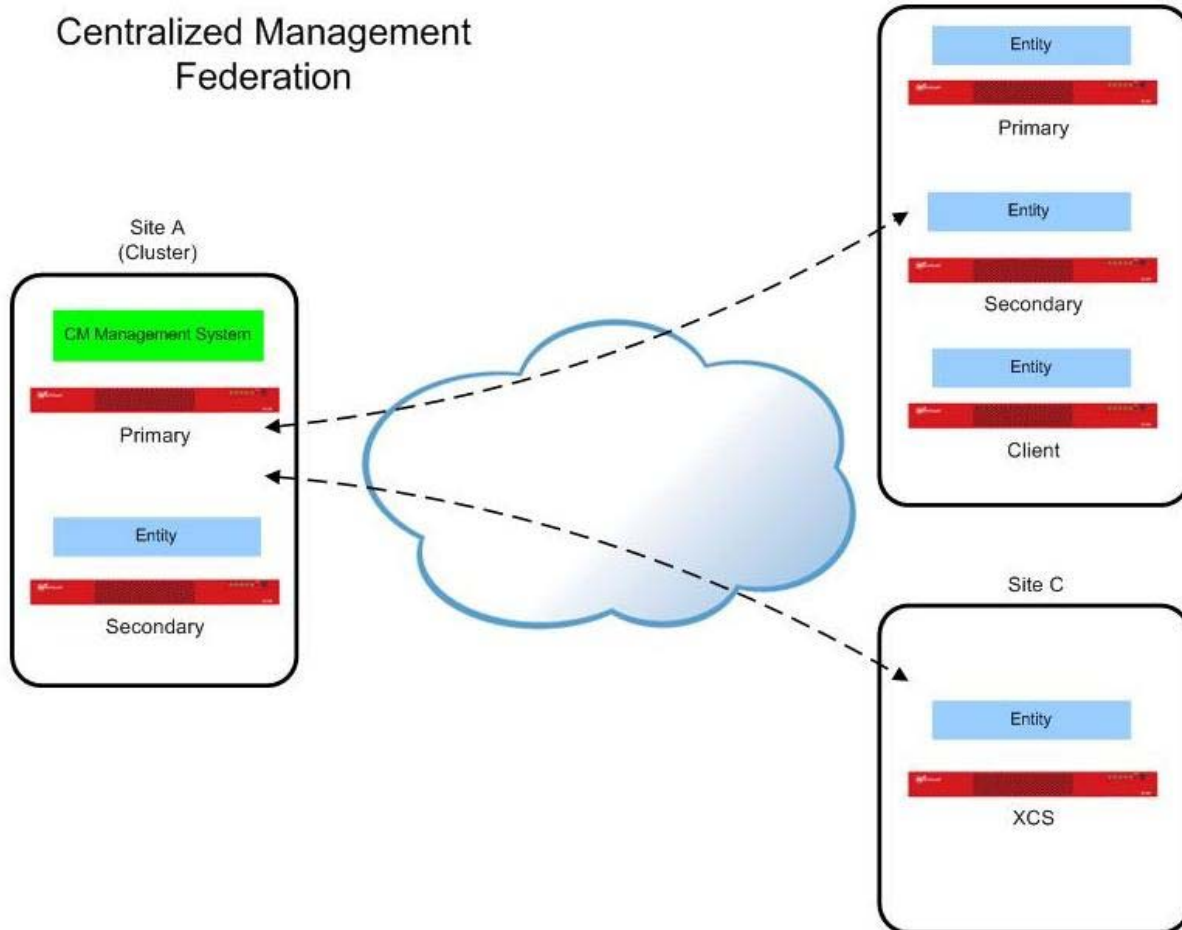 Centralized Management
Federation
Site A
(Cluster)
CM Management System
Primary
Entity
Secondary
Entity
Primary
Entity
Secondary
Entity
Client
Site C
Entity
XCS